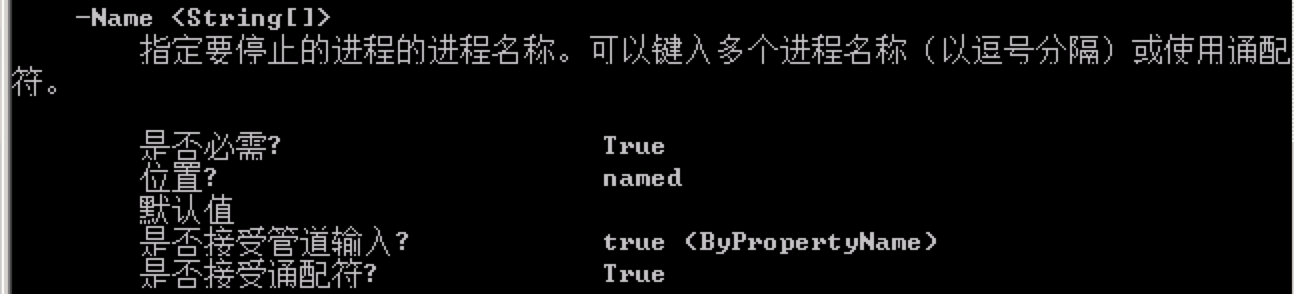 -Name <String[]>
指定要停止的进程的进程名称。可以键入多个进程名称（以逗号分隔）或使用通配
符。
是否必需? True
位置? named
默认值
是否接受管道输入? true (ByPropertyName)
是否接受通配符? True